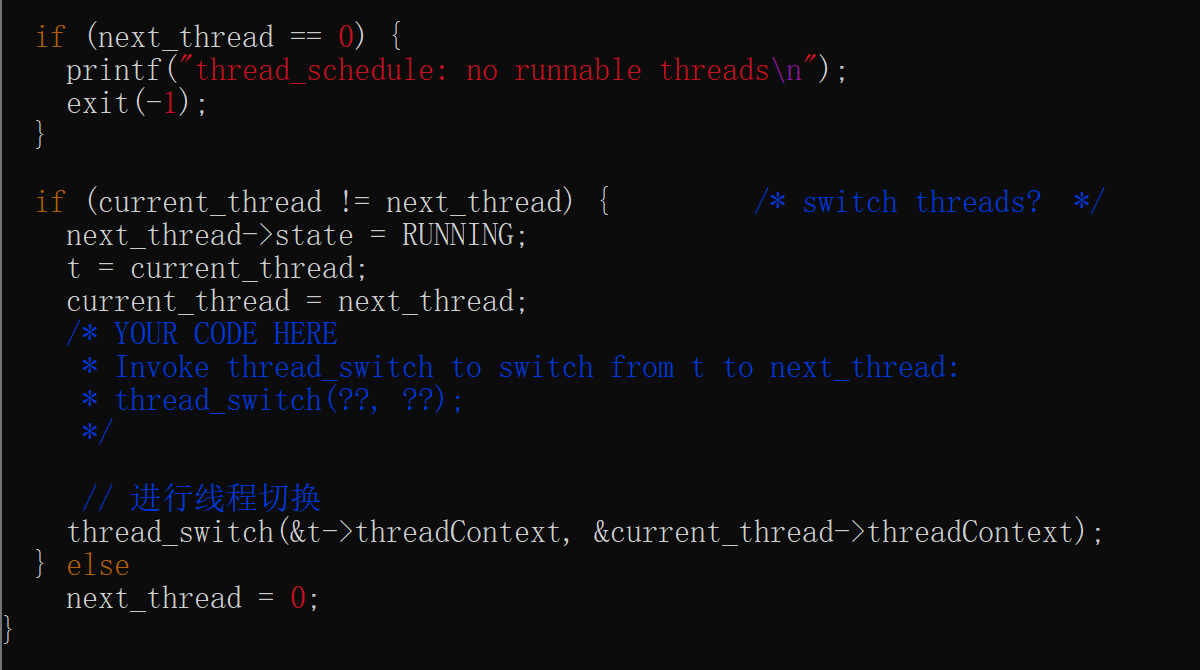 if (next_thread == 0) {
printf("thread_schedule: no runnable threads\n");
exit(-1);
}
if (current_thread != next_thread) {         /* switch threads?  */
next_thread->state = RUNNING;
t = current_thread;
current_thread = next_thread;
/* YOUR CODE HERE
* Invoke thread_switch to switch from t to next_thread:
* thread_switch(??, ??);
*/
// 进行线程切换
thread_switch(&t->threadContext, &current_thread->threadContext);
} else
next_thread = 0;
}